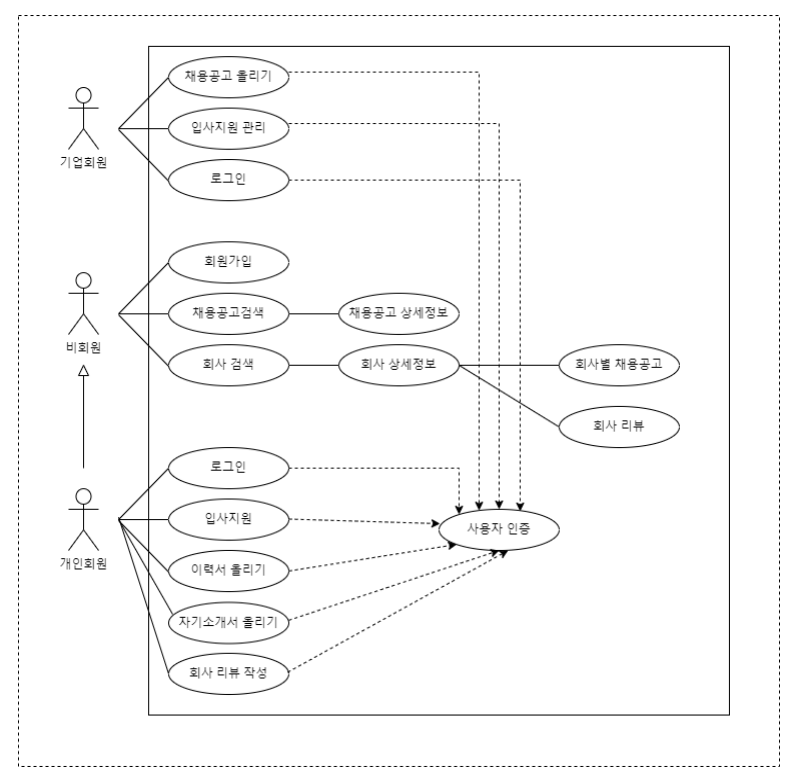 채용공고 올리기
입사지원 관리
기업회원
로그인
회원가입
채용공고검색
채용공고 상세정보
비회원
회사 검색
회사 상세정보
회사별 채용공고
회사 리뷰
로그인
입사지원
사용자 인증
개인회원
이력서 올리기
자기소개서 올리기
회사 리뷰 작성